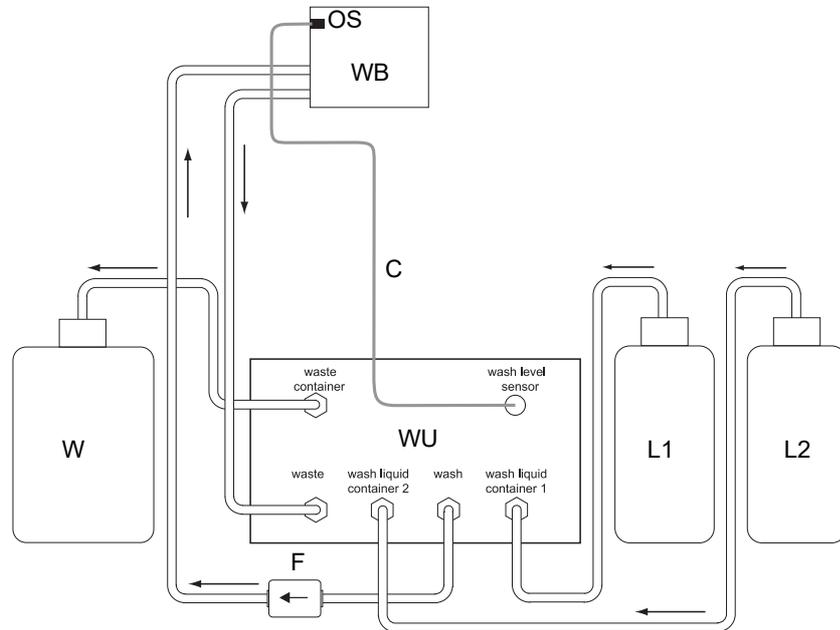 OS
WB
C
waste
container
wash level
sensor
W
WU
L1
L2
waste
wash liquid
container 2
wash
wash liquid
container 1
F